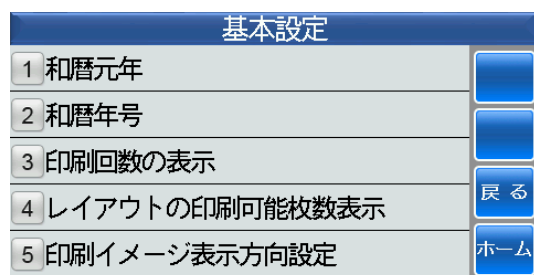 基本設定
1 和暦元年
2 和暦年号
3 印刷回数の表示
4 レイアウトの印刷可能枚数表示
5 印刷イメージ表示方向設定
戻る
ホーム